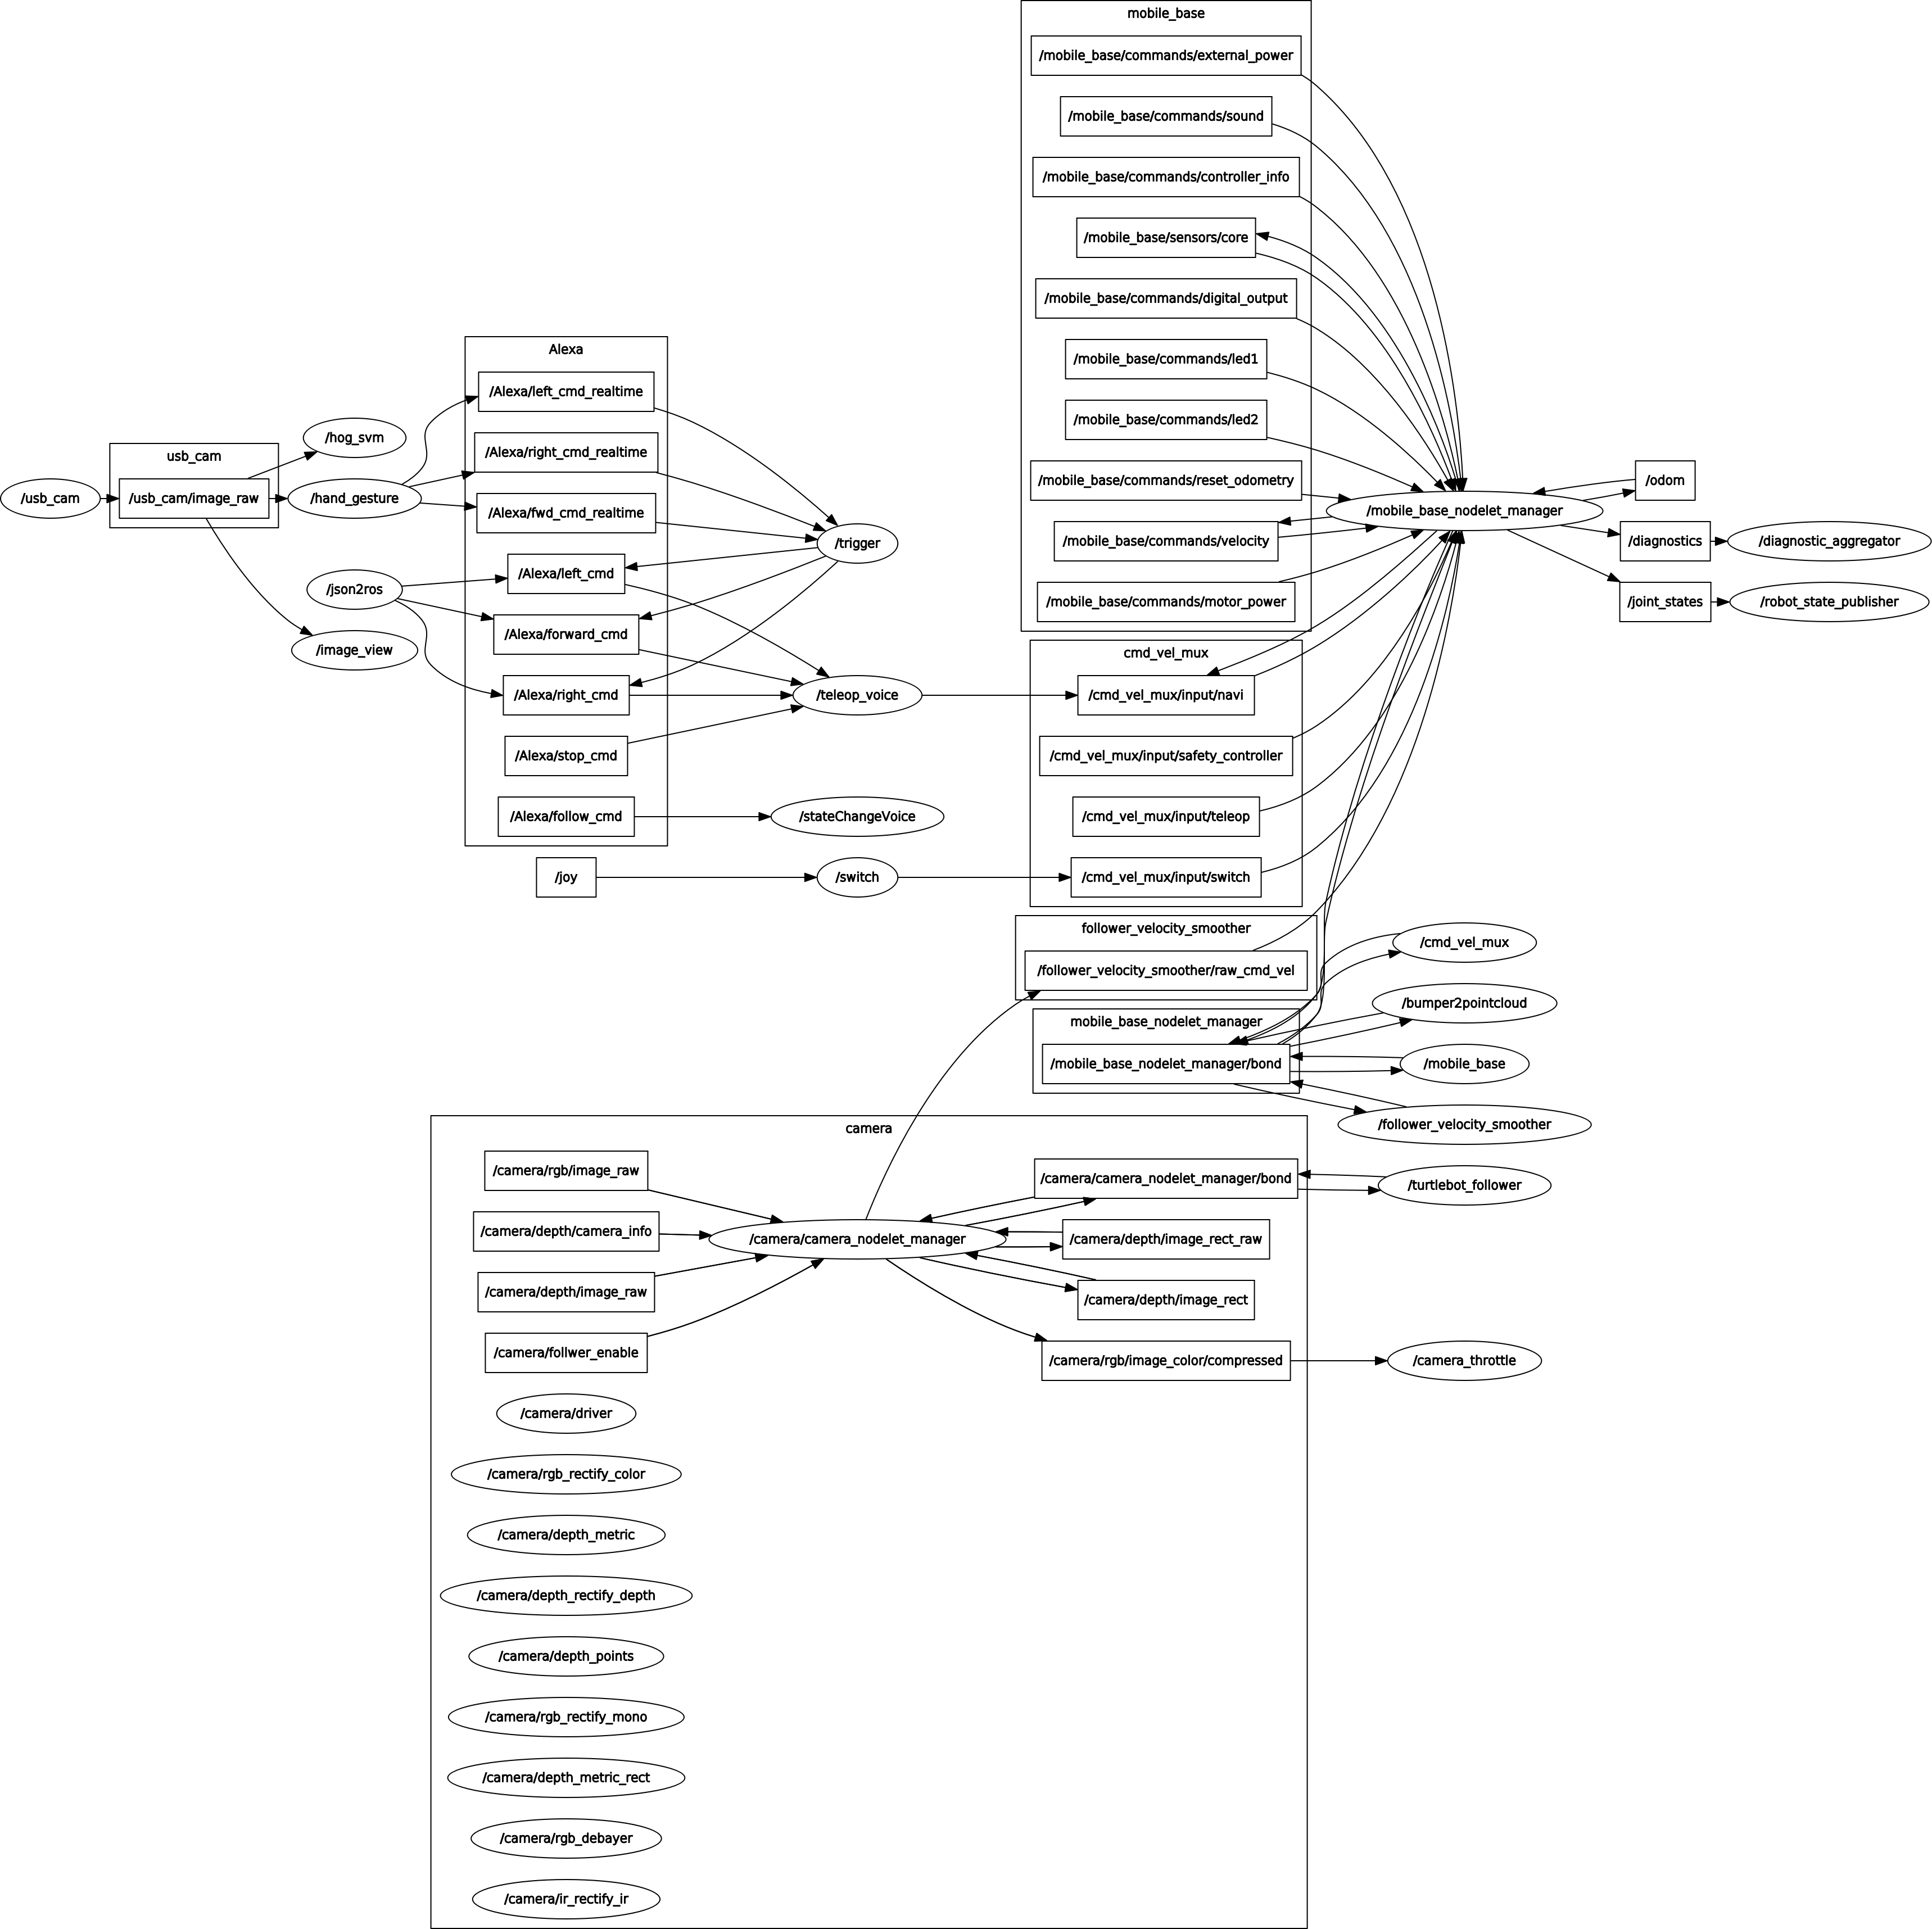 mobile_base
/mobile_base/commands/external_power
/mobile_base/commands/sound
/mobile_base/commands/controller_info
/mobile_base/sensors/core
/mobile_base/commands/digital_output
/mobile_base/commands/led1
/mobile_base/commands/led2
/mobile_base/commands/reset_odometry
/mobile_base/commands/velocity
/mobile_base/commands/motor_power
/mobile_base_nodelet_manager
/odom
/diagnostics
/diagnostic_aggregator
/joint_states
/robot_state_publisher
/usb_cam
usb_cam
/usb_cam/image_raw
/hog_svm
/hand_gesture
/json2ros
/image_view
Alexa
/Alexa/left_cmd_realtime
/Alexa/right_cmd_realtime
/Alexa/fwd_cmd_realtime
/Alexa/left_cmd
/Alexa/forward_cmd
/Alexa/right_cmd
/Alexa/stop_cmd
/Alexa/follow_cmd
/joy
/trigger
/teleop_voice
/stateChangeVoice
/switch
cmd_vel_mux
/cmd_vel_mux/input/navi
/cmd_vel_mux/input/safety_controller
/cmd_vel_mux/input/teleop
/cmd_vel_mux/input/switch
follower_velocity_smoother
/follower_velocity_smoother/raw_cmd_vel
mobile_base_nodelet_manager
/mobile_base_nodelet_manager/bond
/cmd_vel_mux
/bumper2pointcloud
/mobile_base
/follower_velocity_smoother
/turtlebot_follower
camera
/camera/rgb/image_raw
/camera/depth/camera_info
/camera/depth/image_raw
/camera/follwer_enable
/camera/camera_nodelet_manager
/camera/camera_nodelet_manager/bond
/camera/depth/image_rect_raw
/camera/depth/image_rect
/camera/rgb/image_color/compressed
/camera_throttle
/camera/driver
/camera/rgb_rectify_color
/camera/depth_metric
/camera/depth_rectify_depth
/camera/depth_points
/camera/rgb_rectify_mono
/camera/depth_metric_rect
/camera/rgb_debayer
/camera/ir_rectify_ir